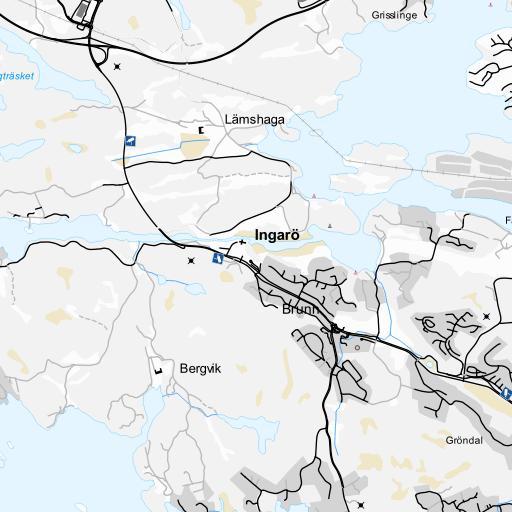 Grisslinge
gträsket
Lämshaga
Ingarö
Brunn
Bergvik
Gröndal